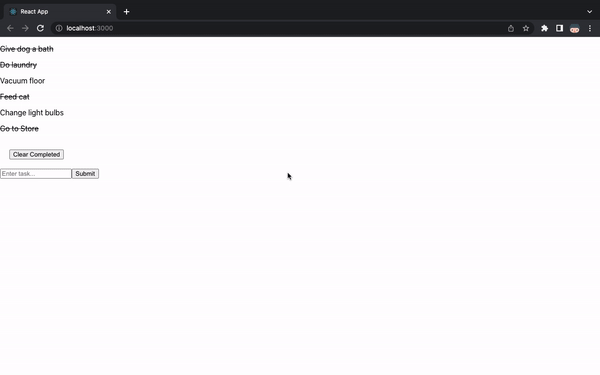 React App
localhost:3000
Give dog a bath
Do laundry
Vacuum floor
Feed cat
Change light bulbs
Go to Store
Clear Completed
Enter task... Submit